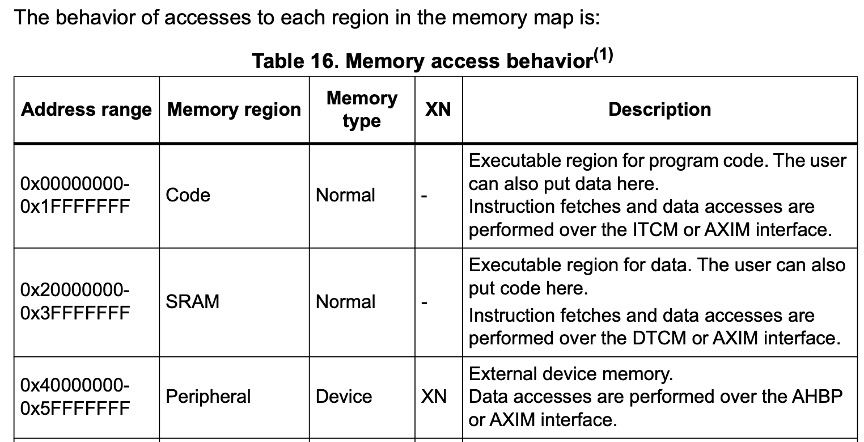 The behavior of accesses to each region in the memory map is:
Table 16. Memory access behavior(1)
Address range Memory region Memory type XN Description
0x00000000-
0x1FFFFFFF
Code
Normal
-
Executable region for program code. The user
can also put data here.
Instruction fetches and data accesses are
performed over the ITCM or AXIM interface.
0x20000000-
0x3FFFFFFF
SRAM
Normal
-
Executable region for data. The user can also
put code here.
Instruction fetches and data accesses are
performed over the DTCM or AXIM interface.
0x40000000-
0x5FFFFFFF
Peripheral
Device
XN
External device memory.
Data accesses are performed over the AHBP
or AXIM interface.